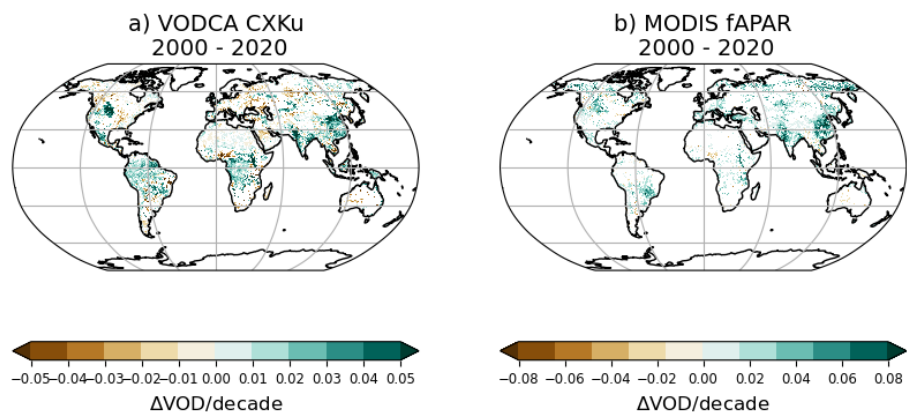 a) VODCA CXKu
2000 - 2020
b) MODIS fAPAR
2000 - 2020
−0.05 −0.04 −0.03 −0.02 −0.01 0.00 0.01 0.02 0.03 0.04 0.05
ΔVOD/decade
−0.08 −0.06 −0.04 −0.02 0.00 0.02 0.04 0.06 0.08
ΔVOD/decade